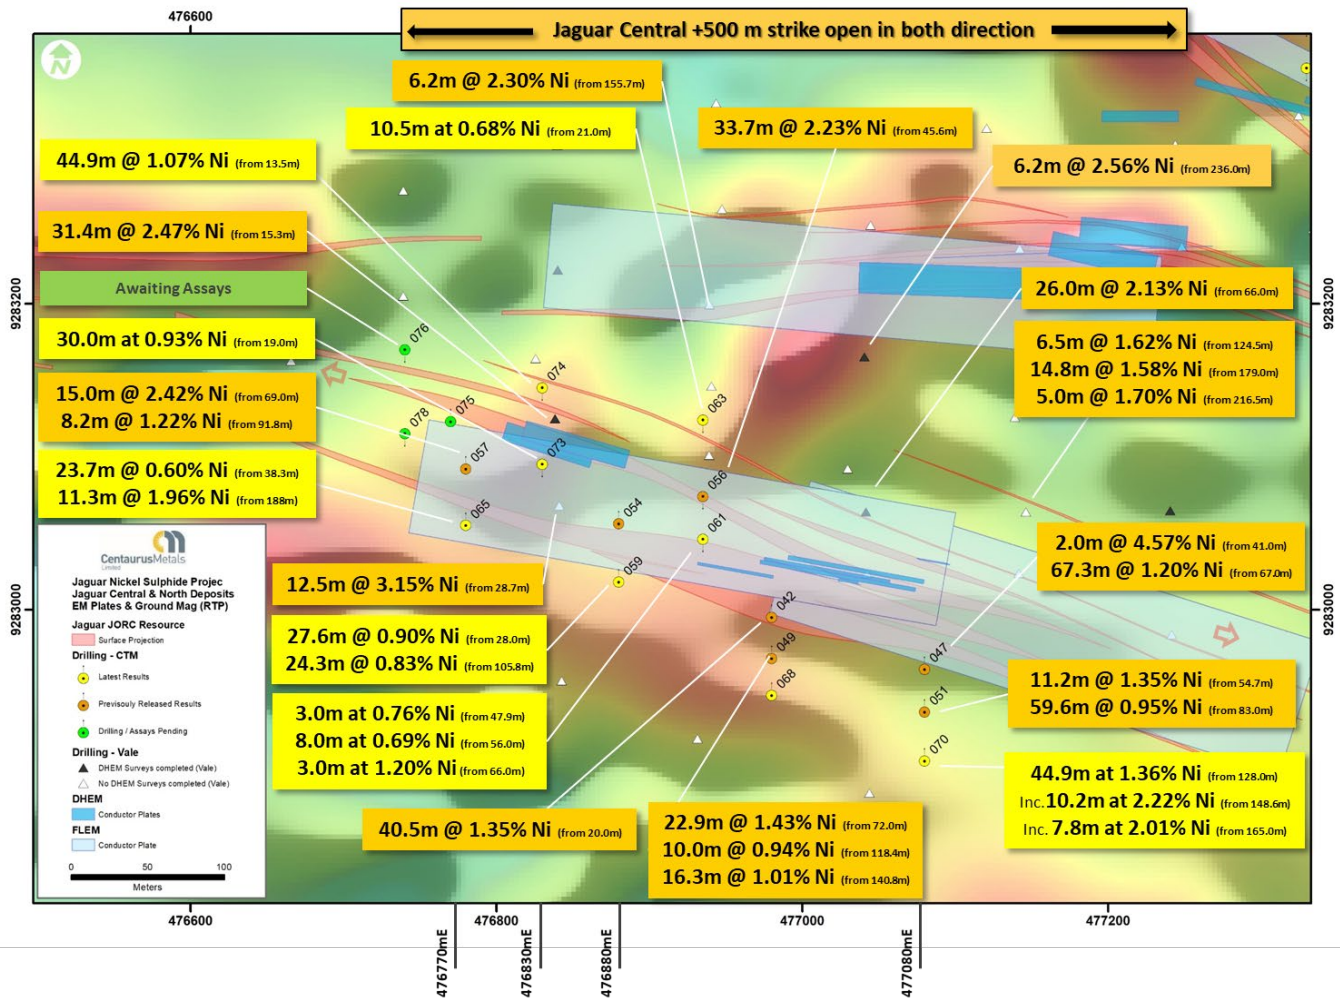 476600
Jaguar Central +500 m strike open in both direction
N
6.2m @ 2.30% Ni (from 155.7m)
10.5m at 0.68% Ni (from 21.0m)
33.7m @ 2.23% Ni (from 45.6m)
44.9m @ 1.07% Ni (from 13.5m)
6.2m @ 2.56% Ni (from 236.0m)
31.4m @ 2.47% Ni (from 15.3m)
Awaiting Assays
26.0m @ 2.13% Ni (from 66.0m)
9283200
9283200
30.0m at 0.93% Ni (from 19.0m)
6.5m @ 1.62% Ni (from 124.5m)
14.8m @ 1.58% Ni (from 179.0m)
5.0m @ 1.70% Ni (from 216.5m)
076
074
15.0m @ 2.42% Ni (from 69.0m)
8.2m @ 1.22% Ni (from 91.8m)
078
075
063
057
073
23.7m @ 0.60% Ni (from 38.3m)
11.3m @ 1.96% Ni (from 188m)
056
065
054
061
2.0m @ 4.57% Ni (from 41.0m)
67.3m @ 1.20% Ni (from 67.0m)
CentaurusMetals
Limited
Jaguar Nickel Sulphide Projec
Jaguar Central & North Deposits
EM Plates & Ground Mag (RTP)
Jaguar JORC Resource
Surface Projection
Drilling - CTM
Latest Results
Previsouly Released Results
Drilling / Assays Pending
Drilling - Vale
DHEM Surveys completed (Vale)
No DHEM Surveys completed (Vale)
DHEM
Conductor Plates
FLEM
Conductor Plate
0 50 100
Meters
12.5m @ 3.15% Ni (from 28.7m)
059
042
9283000
9283000
27.6m @ 0.90% Ni (from 28.0m)
24.3m @ 0.83% Ni (from 105.8m)
049
047
068
051
11.2m @ 1.35% Ni (from 54.7m)
59.6m @ 0.95% Ni (from 83.0m)
3.0m at 0.76% Ni (from 47.9m)
8.0m at 0.69% Ni (from 56.0m)
3.0m at 1.20% Ni (from 66.0m)
070
44.9m at 1.36% Ni (from 128.0m)
Inc. 10.2m at 2.22% Ni (from 148.6m)
Inc. 7.8m at 2.01% Ni (from 165.0m)
40.5m @ 1.35% Ni (from 20.0m)
22.9m @ 1.43% Ni (from 72.0m)
10.0m @ 0.94% Ni (from 118.4m)
16.3m @ 1.01% Ni (from 140.8m)
476600
476800
477000
477200
476770mE
476830mE
476880mE
477080mE